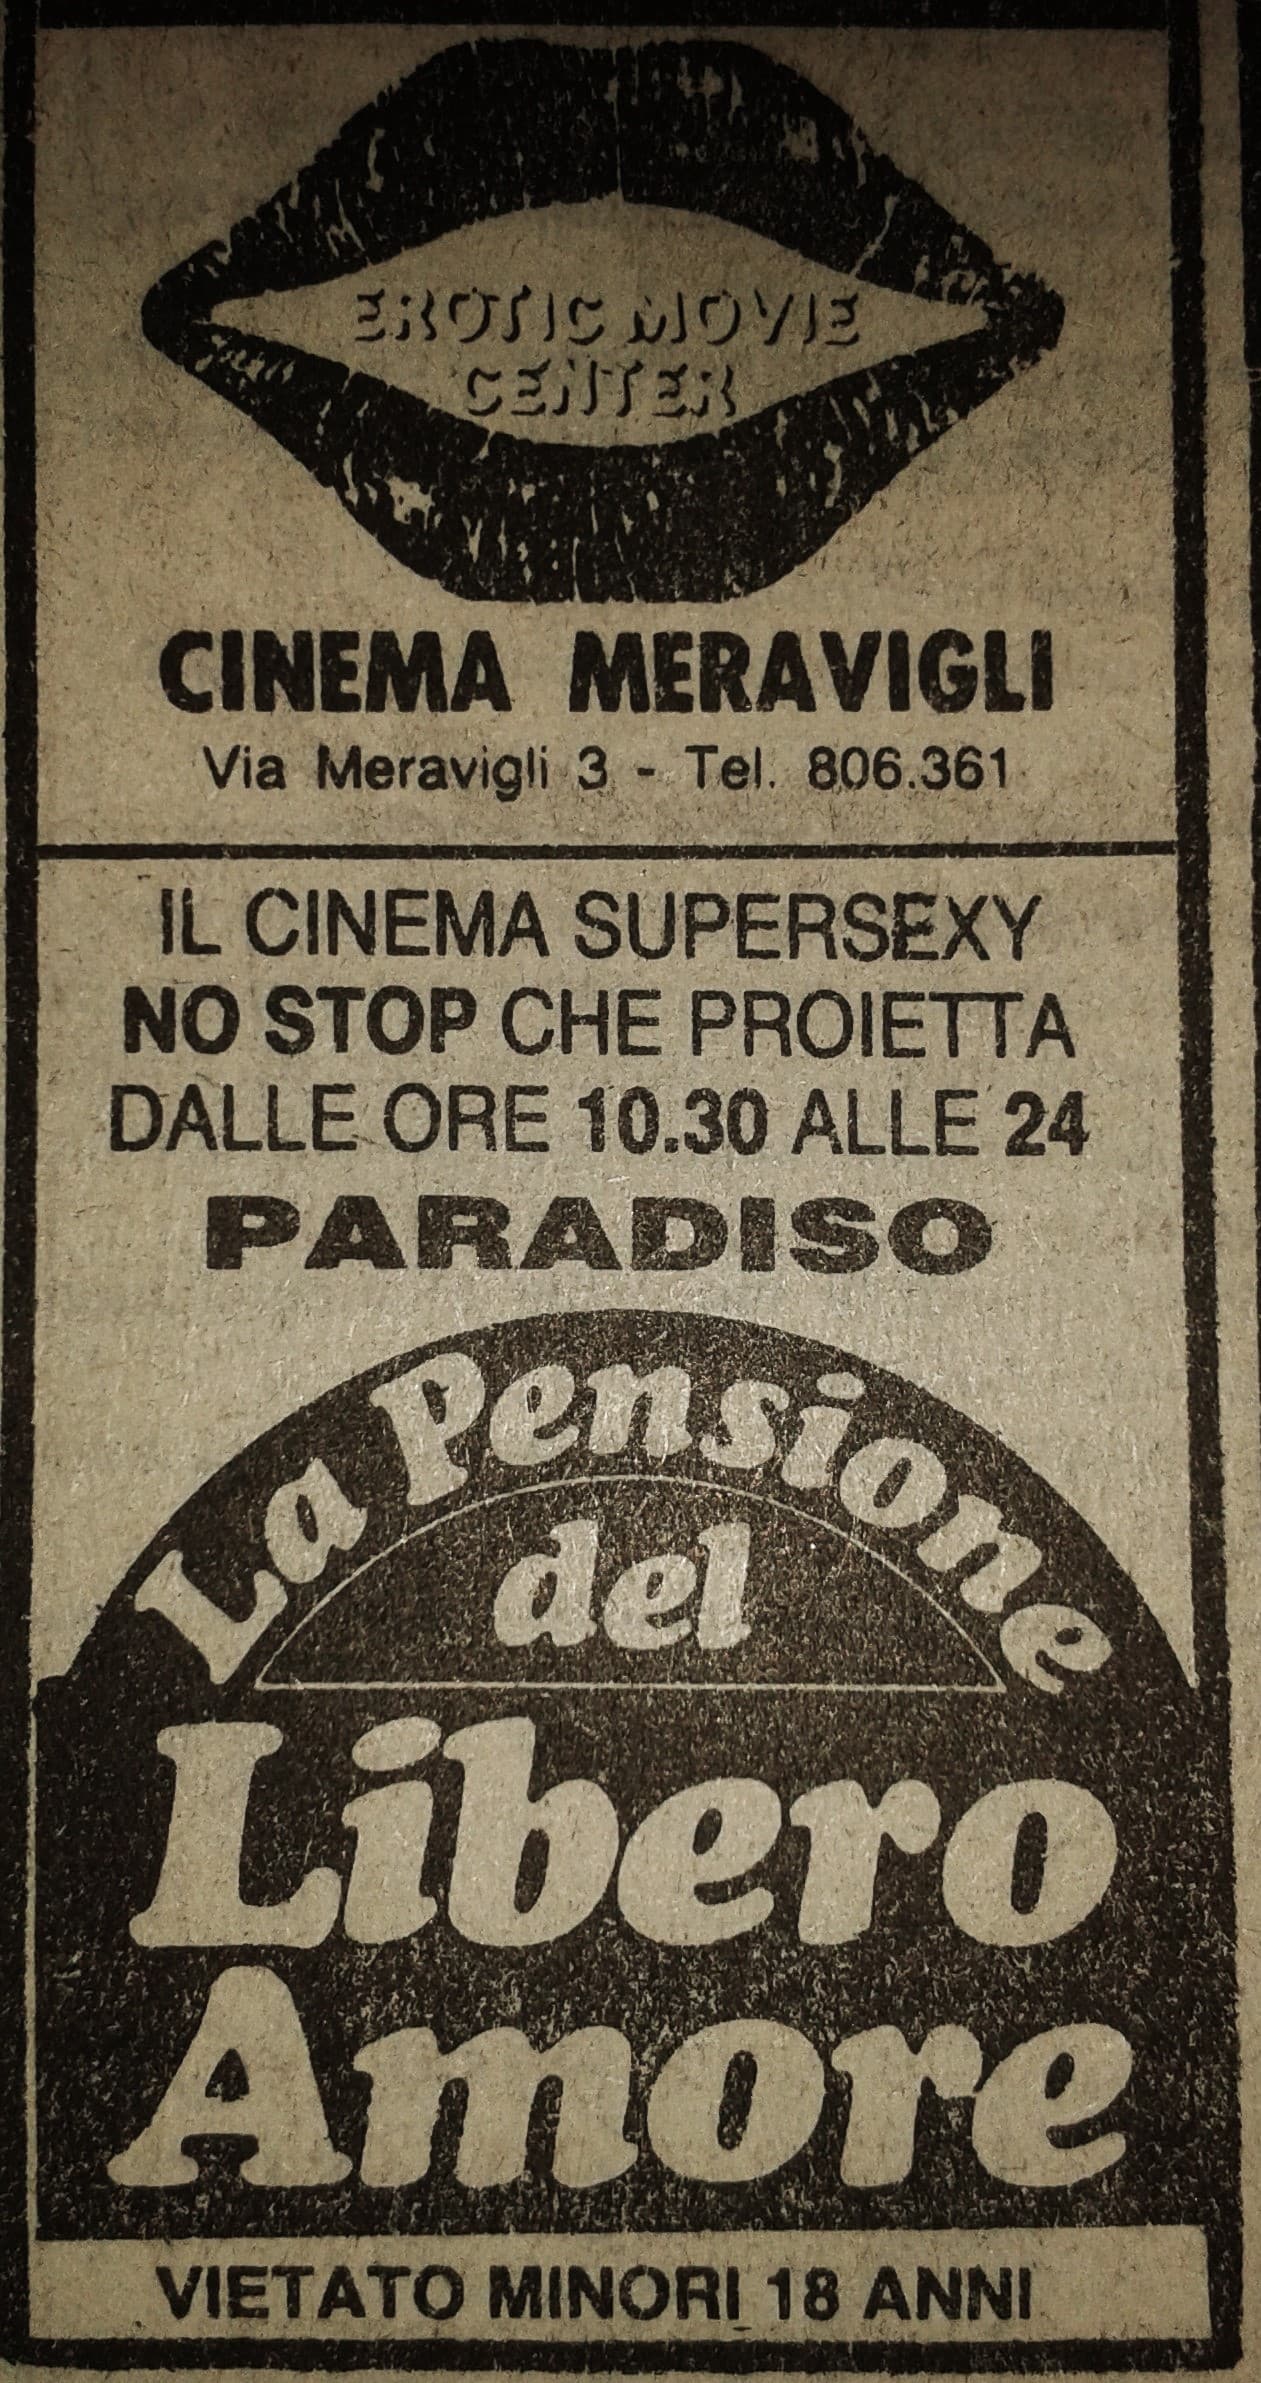 EROTIC MOVIE
CENTER
CINEMA MERAVIGLI
Via Meravigli 3 - Tel. 806.361
IL CINEMA SUPERSEXY
NO STOP CHE PROIETTA
DALLE ORE 10.30 ALLE 24
PARADISO
La Pensione
del
Libero
Amore
VIETATO MINORI 18 ANNI